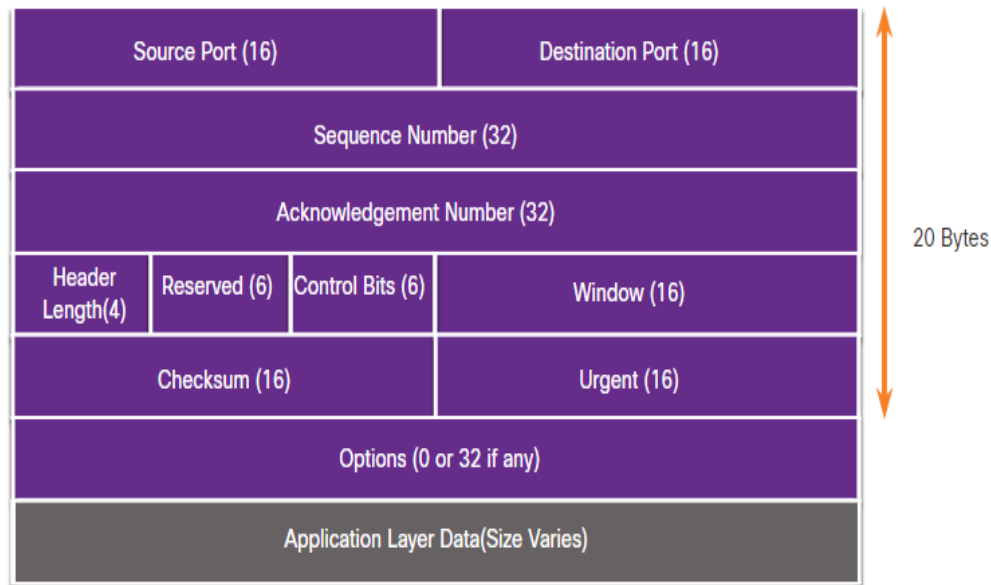 Source Port (16)
Destination Port (16)
Sequence Number (32)
Acknowledgement Number (32)
20 Bytes
Header
Length(4)
Reserved (6)
Control Bits (6)
Window (16)
Checksum (16)
Urgent (16)
Options (0 or 32 if any)
Application Layer Data(Size Varies)